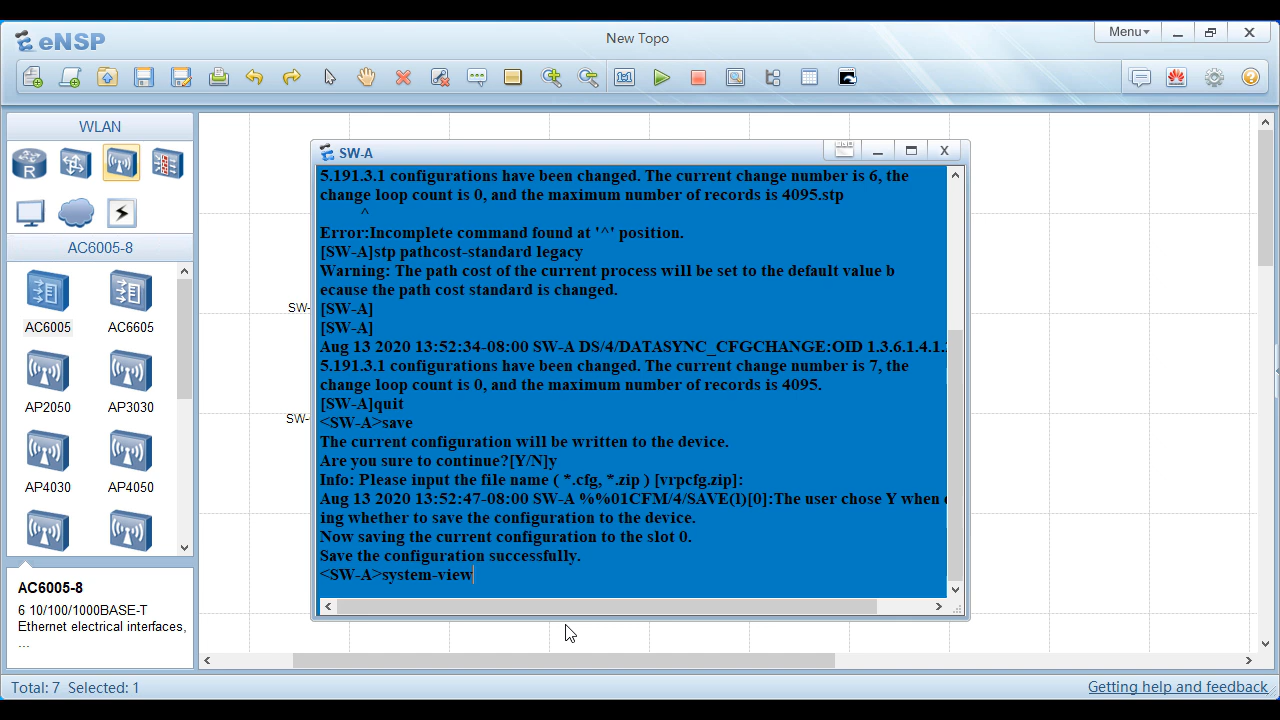 eNSP
New Topo
Menu
WLAN
AC6005-8
AC6005
AC6605
AP2050
AP3030
AP4030
AP4050
AC6005-8
6 10/100/1000BASE-T
Ethernet electrical interfaces,
...
SW-
SW-
SW-A
5.191.3.1 configurations have been changed. The current change number is 6, the
change loop count is 0, and the maximum number of records is 4095.stp
^
Error:Incomplete command found at '^' position.
[SW-A]stp pathcost-standard legacy
Warning: The path cost of the current process will be set to the default value b
ecause the path cost standard is changed.
[SW-A]
[SW-A]
Aug 13 2020 13:52:34-08:00 SW-A DS/4/DATASYNC_CFGCHANGE:OID 1.3.6.1.4.1.
5.191.3.1 configurations have been changed. The current change number is 7, the
change loop count is 0, and the maximum number of records is 4095.
[SW-A]quit
<SW-A>save
The current configuration will be written to the device.
Are you sure to continue?[Y/N]y
Info: Please input the file name ( *.cfg, *.zip ) [vrpcfg.zip]:
Aug 13 2020 13:52:47-08:00 SW-A %%01CFM/4/SAVE(l)[0]:The user chose Y when
ing whether to save the configuration to the device.
Now saving the current configuration to the slot 0.
Save the configuration successfully.
<SW-A>system-view
Total: 7 Selected: 1
Getting help and feedback